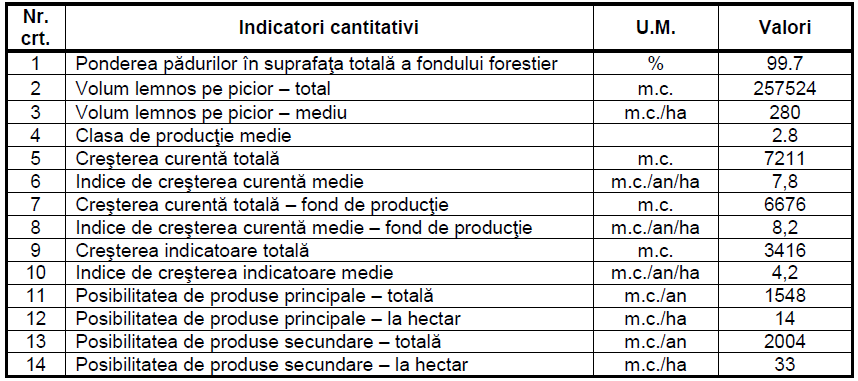 Nr. crt. Indicatori cantitativi U.M. Valori
1 Ponderea pădurilor în suprafaţa totală a fondului forestier % 99.7
2 Volum lemnos pe picior – total m.c. 257524
3 Volum lemnos pe picior – mediu m.c./ha 280
4 Clasa de producţie medie 2.8
5 Creşterea curentă totală m.c. 7211
6 Indice de creşterea curentă medie m.c./an/ha 7,8
7 Creşterea curentă totală – fond de producţie m.c. 6676
8 Indice de creşterea curentă medie – fond de producţie m.c./an/ha 8,2
9 Creşterea indicatoare totală m.c. 3416
10 Indice de creşterea indicatoare medie m.c./an/ha 4,2
11 Posibilitatea de produse principale – totală m.c./an 1548
12 Posibilitatea de produse principale – la hectar m.c./ha 14
13 Posibilitatea de produse secundare – totală m.c./an 2004
14 Posibilitatea de produse secundare – la hectar m.c./ha 33